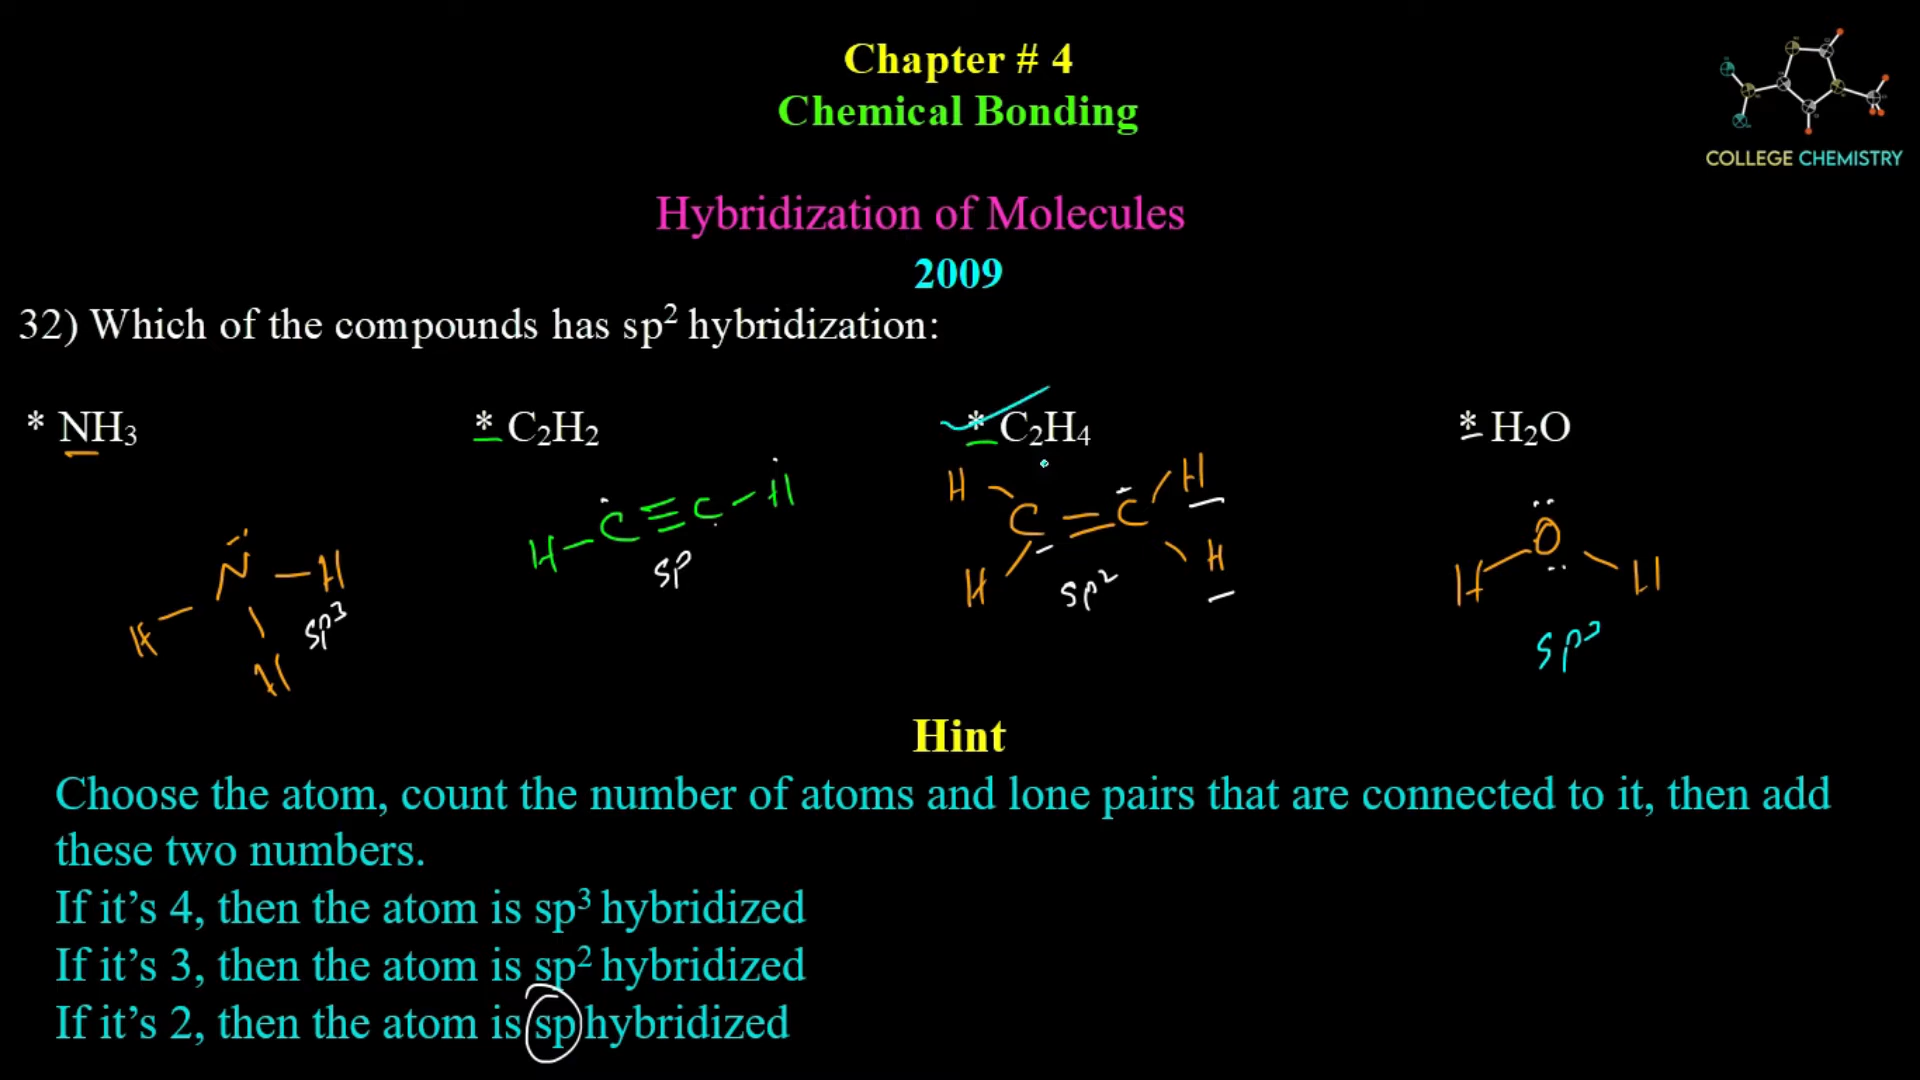 Chapter # 4
Chemical Bonding
COLLEGE CHEMISTRY
Hybridization of Molecules
2009
32) Which of the compounds has sp² hybridization:
* NH₃ * C₂H₂ * C₂H₄ * H₂O
N̈ – H
H
H
sp³
H – C ≡ C – H
sp
H H
C = C
H H
sp²
O
H H
sp³
Hint
Choose the atom, count the number of atoms and lone pairs that are connected to it, then add
these two numbers.
If it’s 4, then the atom is sp³ hybridized
If it’s 3, then the atom is sp² hybridized
If it’s 2, then the atom is sp hybridized